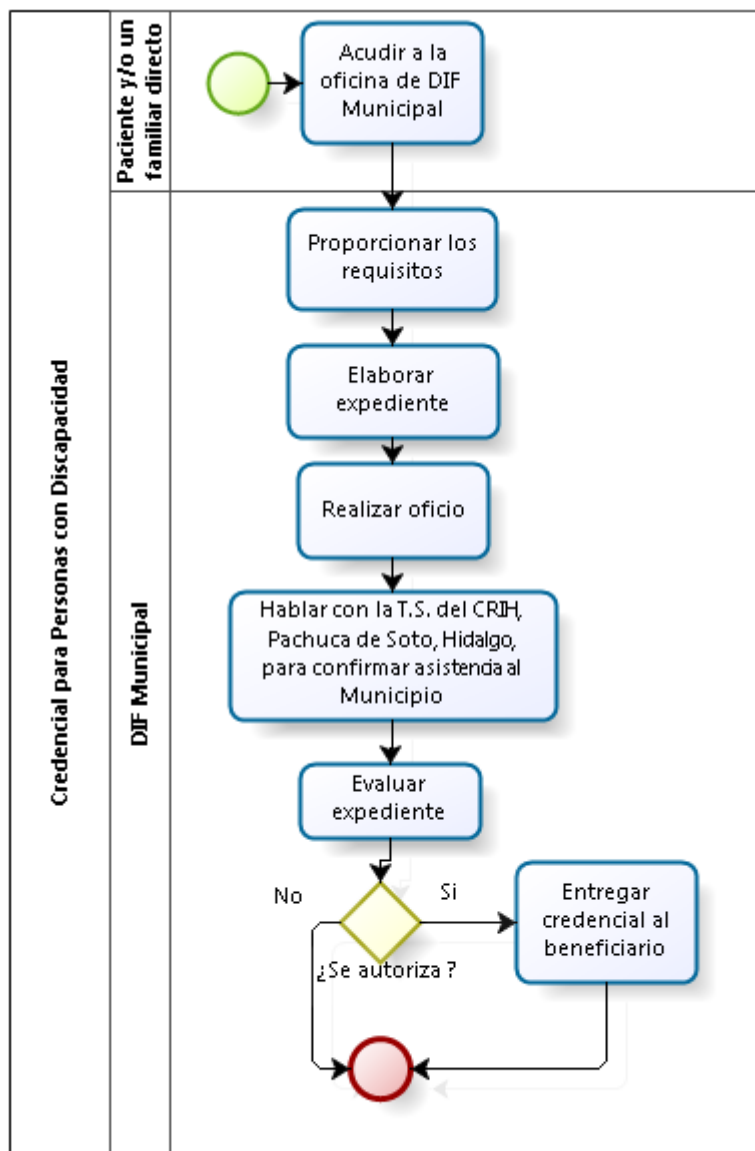 Credencial para Personas con Discapacidad
Paciente y/o un
familiar directo
Acudir a la
oficina de DIF
Municipal
DIF Municipal
Proporcionar los
requisitos
Elaborar
expediente
Realizar oficio
Hablar con la T.S. del CRIH,
Pachuca de Soto, Hidalgo,
para confirmar asistencia al
Municipio
Evaluar
expediente
No
Si
¿Se autoriza ?
Entregar
credencial al
beneficiario